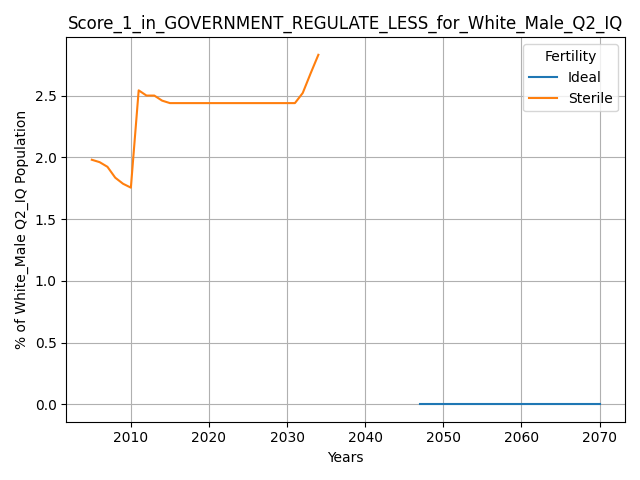 Score_1_in_GOVERNMENT_REGULATE_LESS_for_White_Male_Q2_IQ
Fertility
Ideal
Sterile
% of White_Male Q2_IQ Population
2.5
2.0
1.5
1.0
0.5
0.0
2010 2020 2030 2040 2050 2060 2070
Years